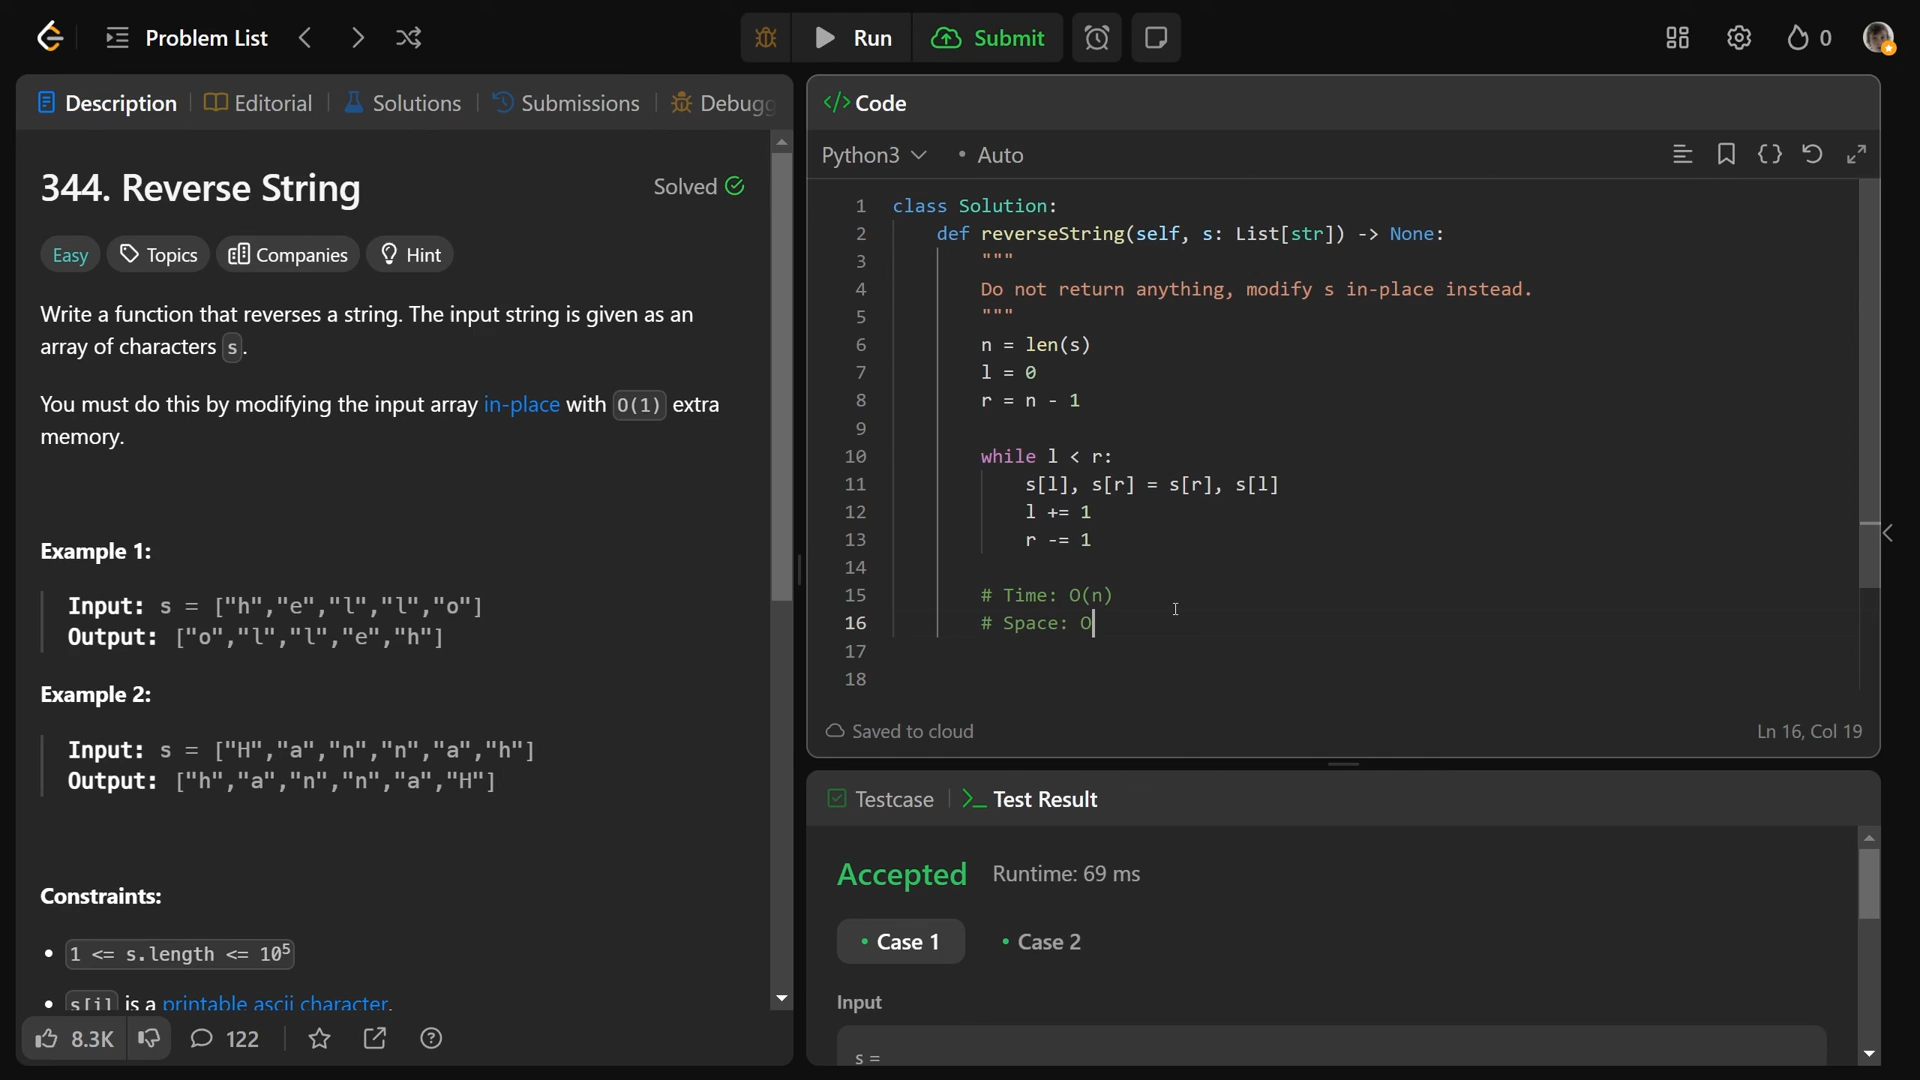 Problem List
Run
Submit
0
Description
Editorial
Solutions
Submissions
Debugg
344. Reverse String
Solved
Easy
Topics
Companies
Hint
Write a function that reverses a string. The input string is given as an
array of characters s.
You must do this by modifying the input array in-place with O(1) extra
memory.
Example 1:
Input: s = ["h","e","l","l","o"]
Output: ["o","l","l","e","h"]
Example 2:
Input: s = ["H","a","n","n","a","h"]
Output: ["h","a","n","n","a","H"]
Constraints:
• 1 <= s.length <= 10⁵
• s[i] is a printable ascii character.
8.3K
122
</> Code
Python3
• Auto
1 class Solution:
2 def reverseString(self, s: List[str]) -> None:
3 """
4 Do not return anything, modify s in-place instead.
5 """
6 n = len(s)
7 l = 0
8 r = n - 1
9
10 while l < r:
11 s[l], s[r] = s[r], s[l]
12 l += 1
13 r -= 1
14
15 # Time: O(n)
16 # Space: O
17
18
Saved to cloud
Ln 16, Col 19
Testcase
Test Result
Accepted
Runtime: 69 ms
• Case 1
• Case 2
Input
s =